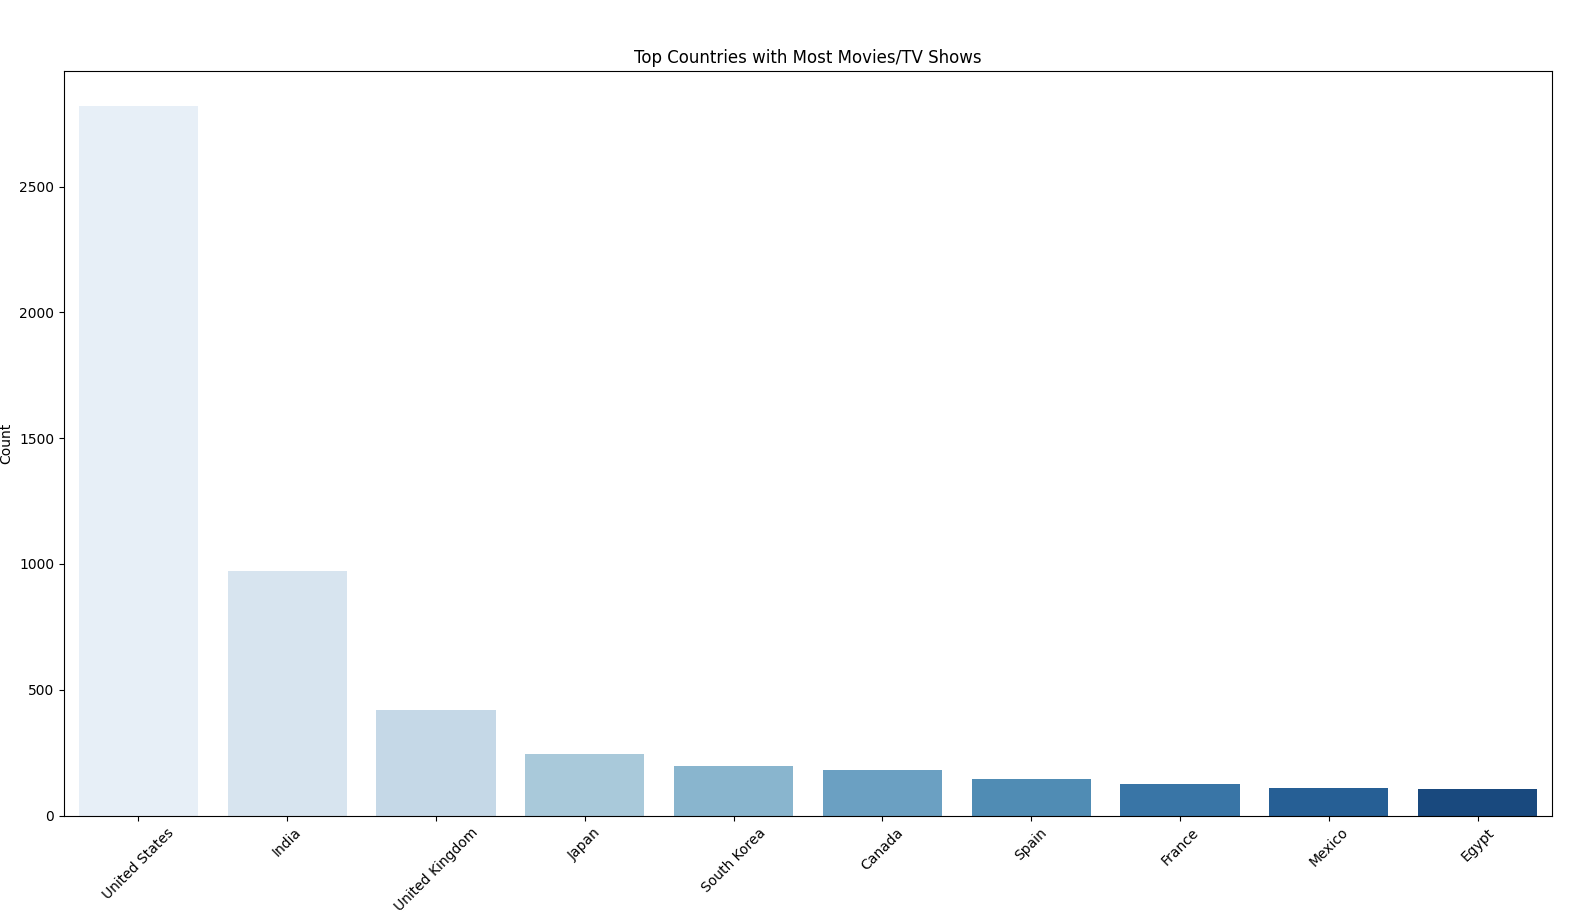 Top Countries with Most Movies/TV Shows
Count
2500
2000
1500
1000
500
0
United States
India
United Kingdom
Japan
South Korea
Canada
Spain
France
Mexico
Egypt